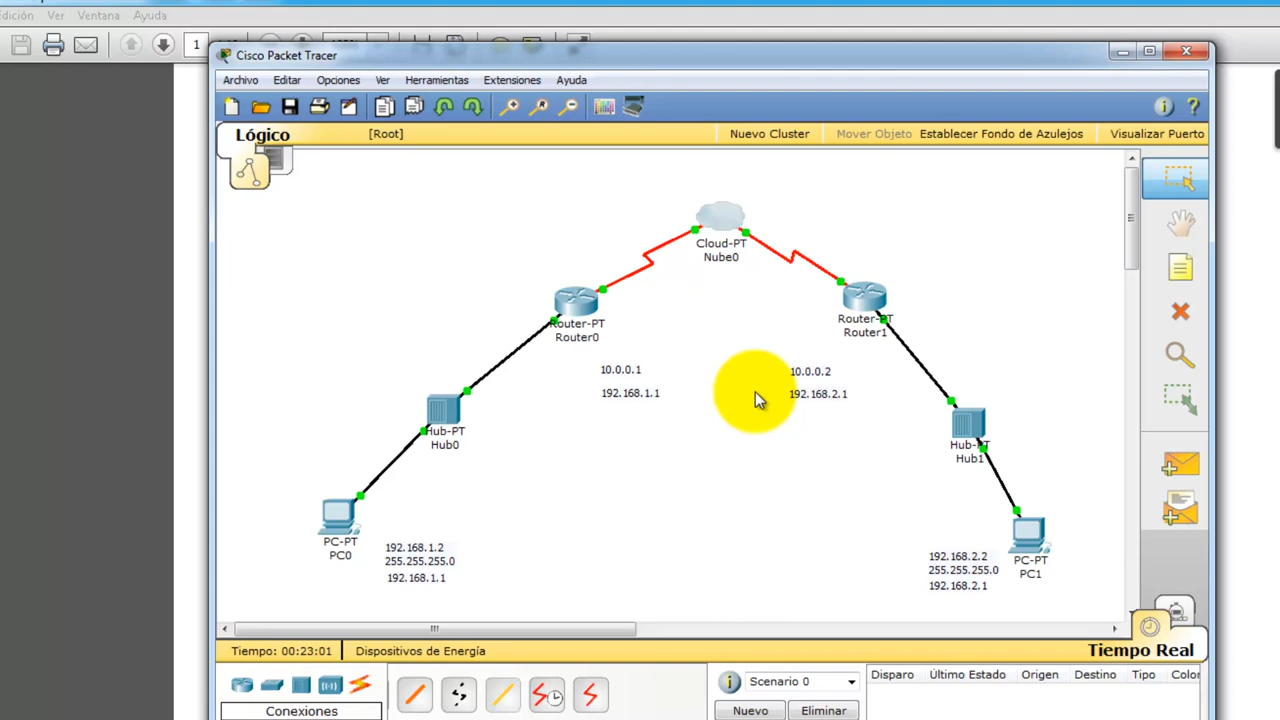 Edición Ver Ventana Ayuda
1
Cisco Packet Tracer
Archivo Editar Opciones Ver Herramientas Extensiones Ayuda
Lógico [Root] Nuevo Cluster Mover Objeto Establecer Fondo de Azulejos Visualizar Puerto
Cloud-PT
Nube0
Router-PT
Router0
Router-PT
Router1
10.0.0.1
192.168.1.1
10.0.0.2
192.168.2.1
Hub-PT
Hub0
Hub-PT
Hub1
PC-PT
PC0
192.168.1.2
255.255.255.0
192.168.1.1
192.168.2.2
255.255.255.0
192.168.2.1
PC-PT
PC1
Tiempo: 00:23:01 Dispositivos de Energía Tiempo Real
Conexiones
Scenario 0
Nuevo Eliminar
Disparo Último Estado Origen Destino Tipo Color